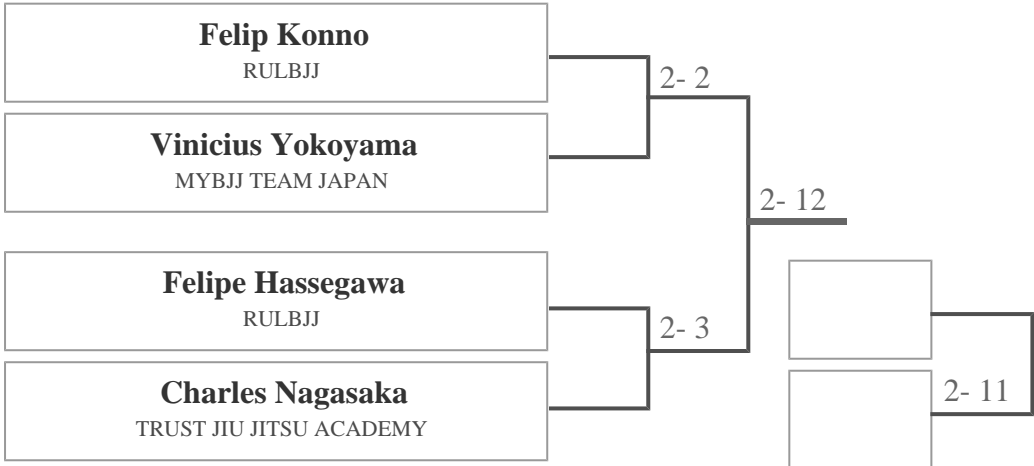 Felip Konno
RULBJJ
2- 2
Vinicius Yokoyama
MYBJJ TEAM JAPAN
2- 12
Felipe Hassegawa
RULBJJ
2- 3
Charles Nagasaka
TRUST JIU JITSU ACADEMY
2- 11